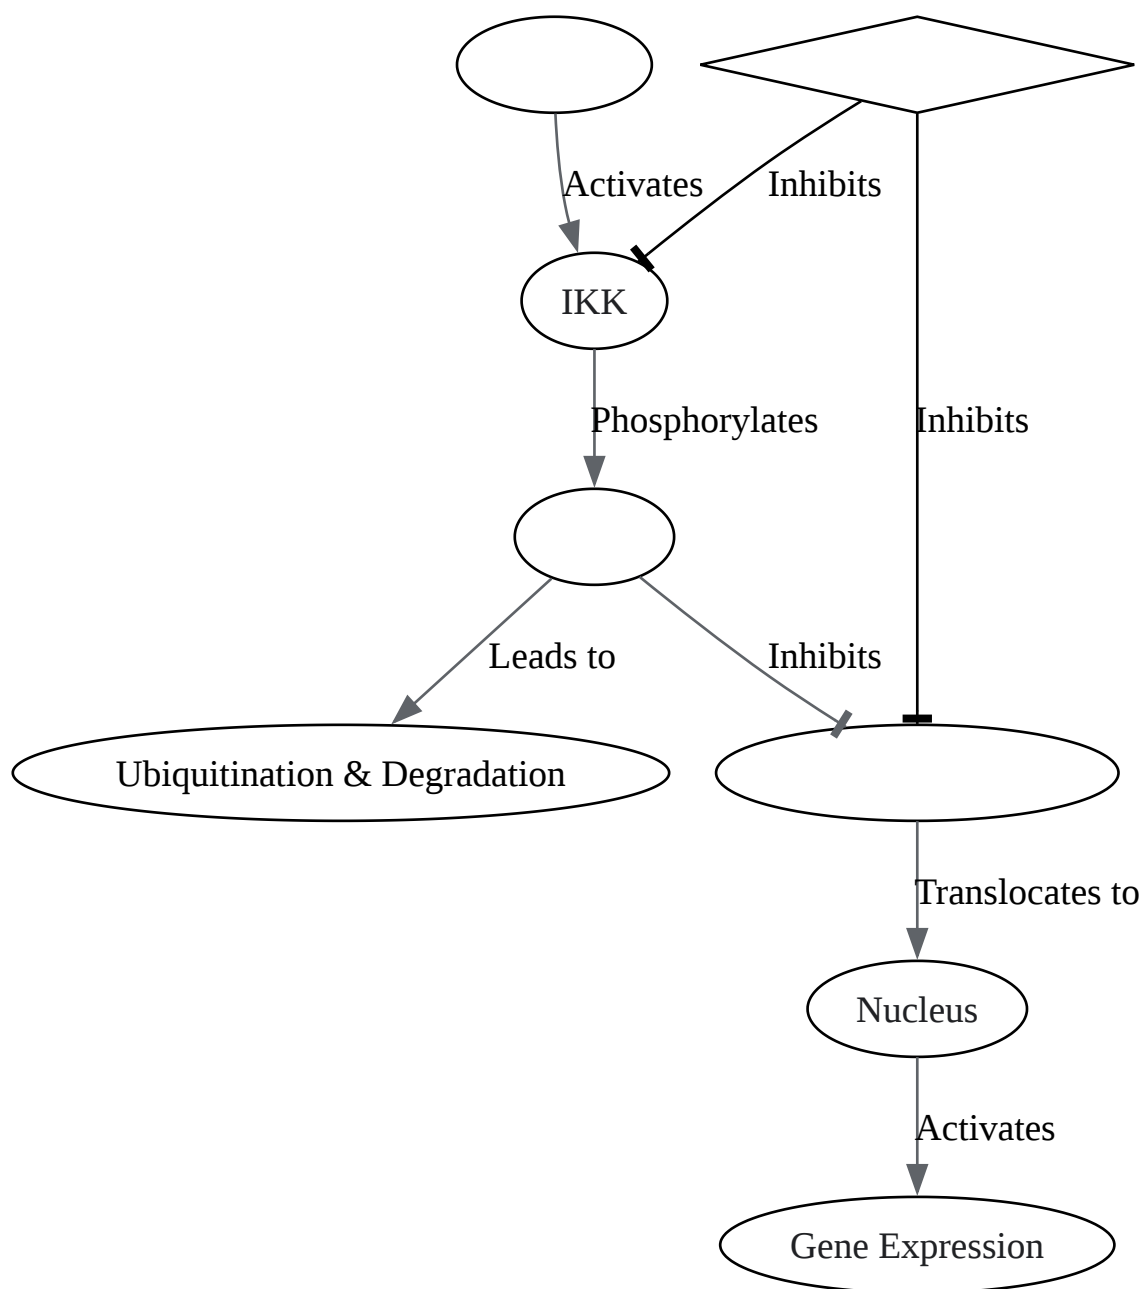 Activates
Inhibits
IKK
Phosphorylates
Inhibits
Leads to
Inhibits
Ubiquitination & Degradation
Translocates to
Nucleus
Activates
Gene Expression